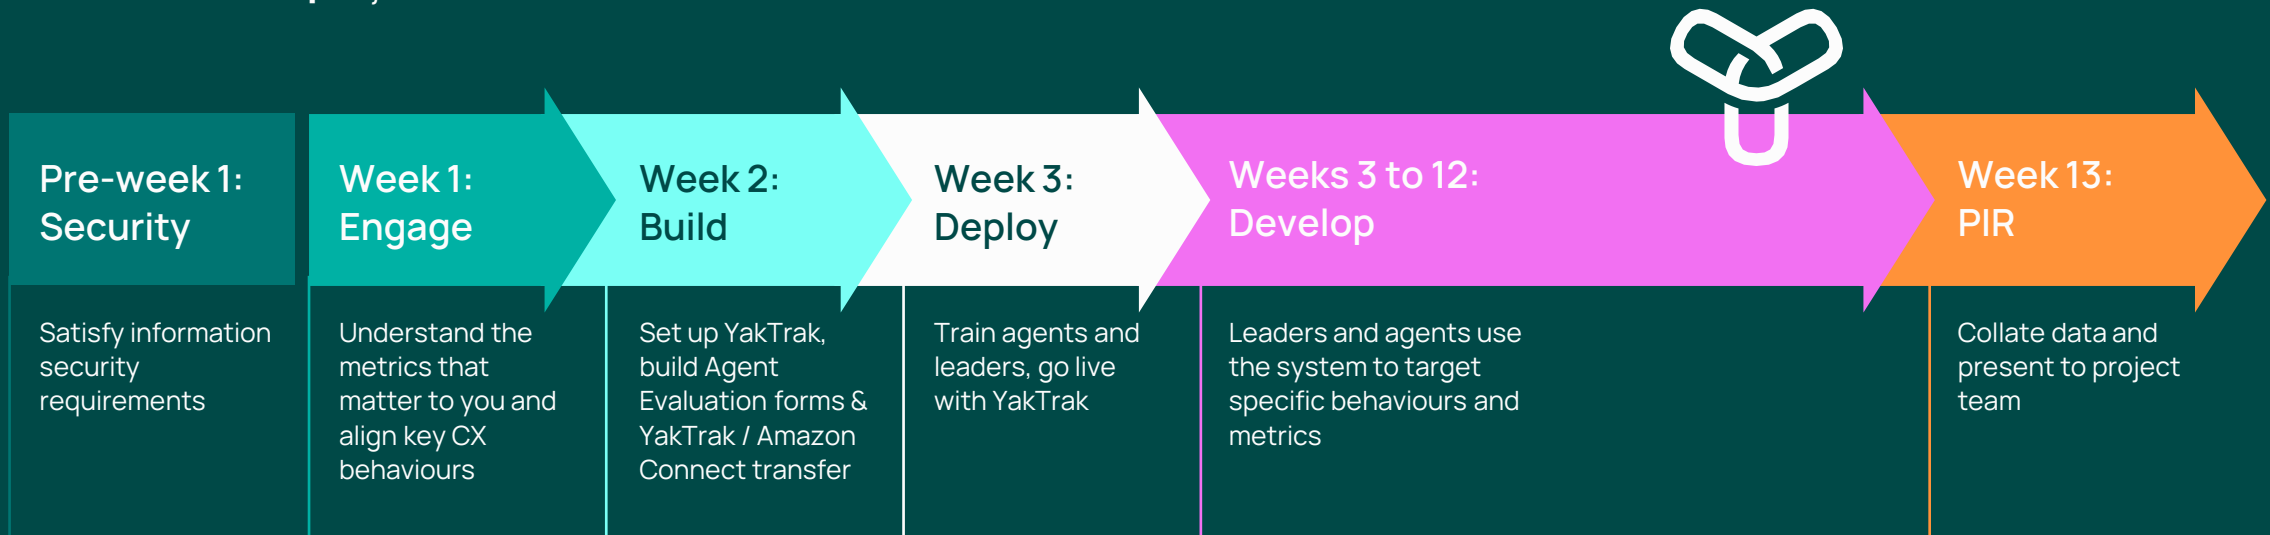 Pre-week 1:
Security
Satisfy information
security
requirements
Week 1:
Engage
Understand the
metrics that
matter to you and
align key CX
behaviours
Week 2:
Build
Set up YakTrak,
build Agent
Evaluation forms &
YakTrak / Amazon
Connect transfer
Week 3:
Deploy
Train agents and
leaders, go live
with YakTrak
Weeks 3 to 12:
Develop
Leaders and agents use
the system to target
specific behaviours and
metrics
Week 13:
PIR
Collate data and
present to project
team